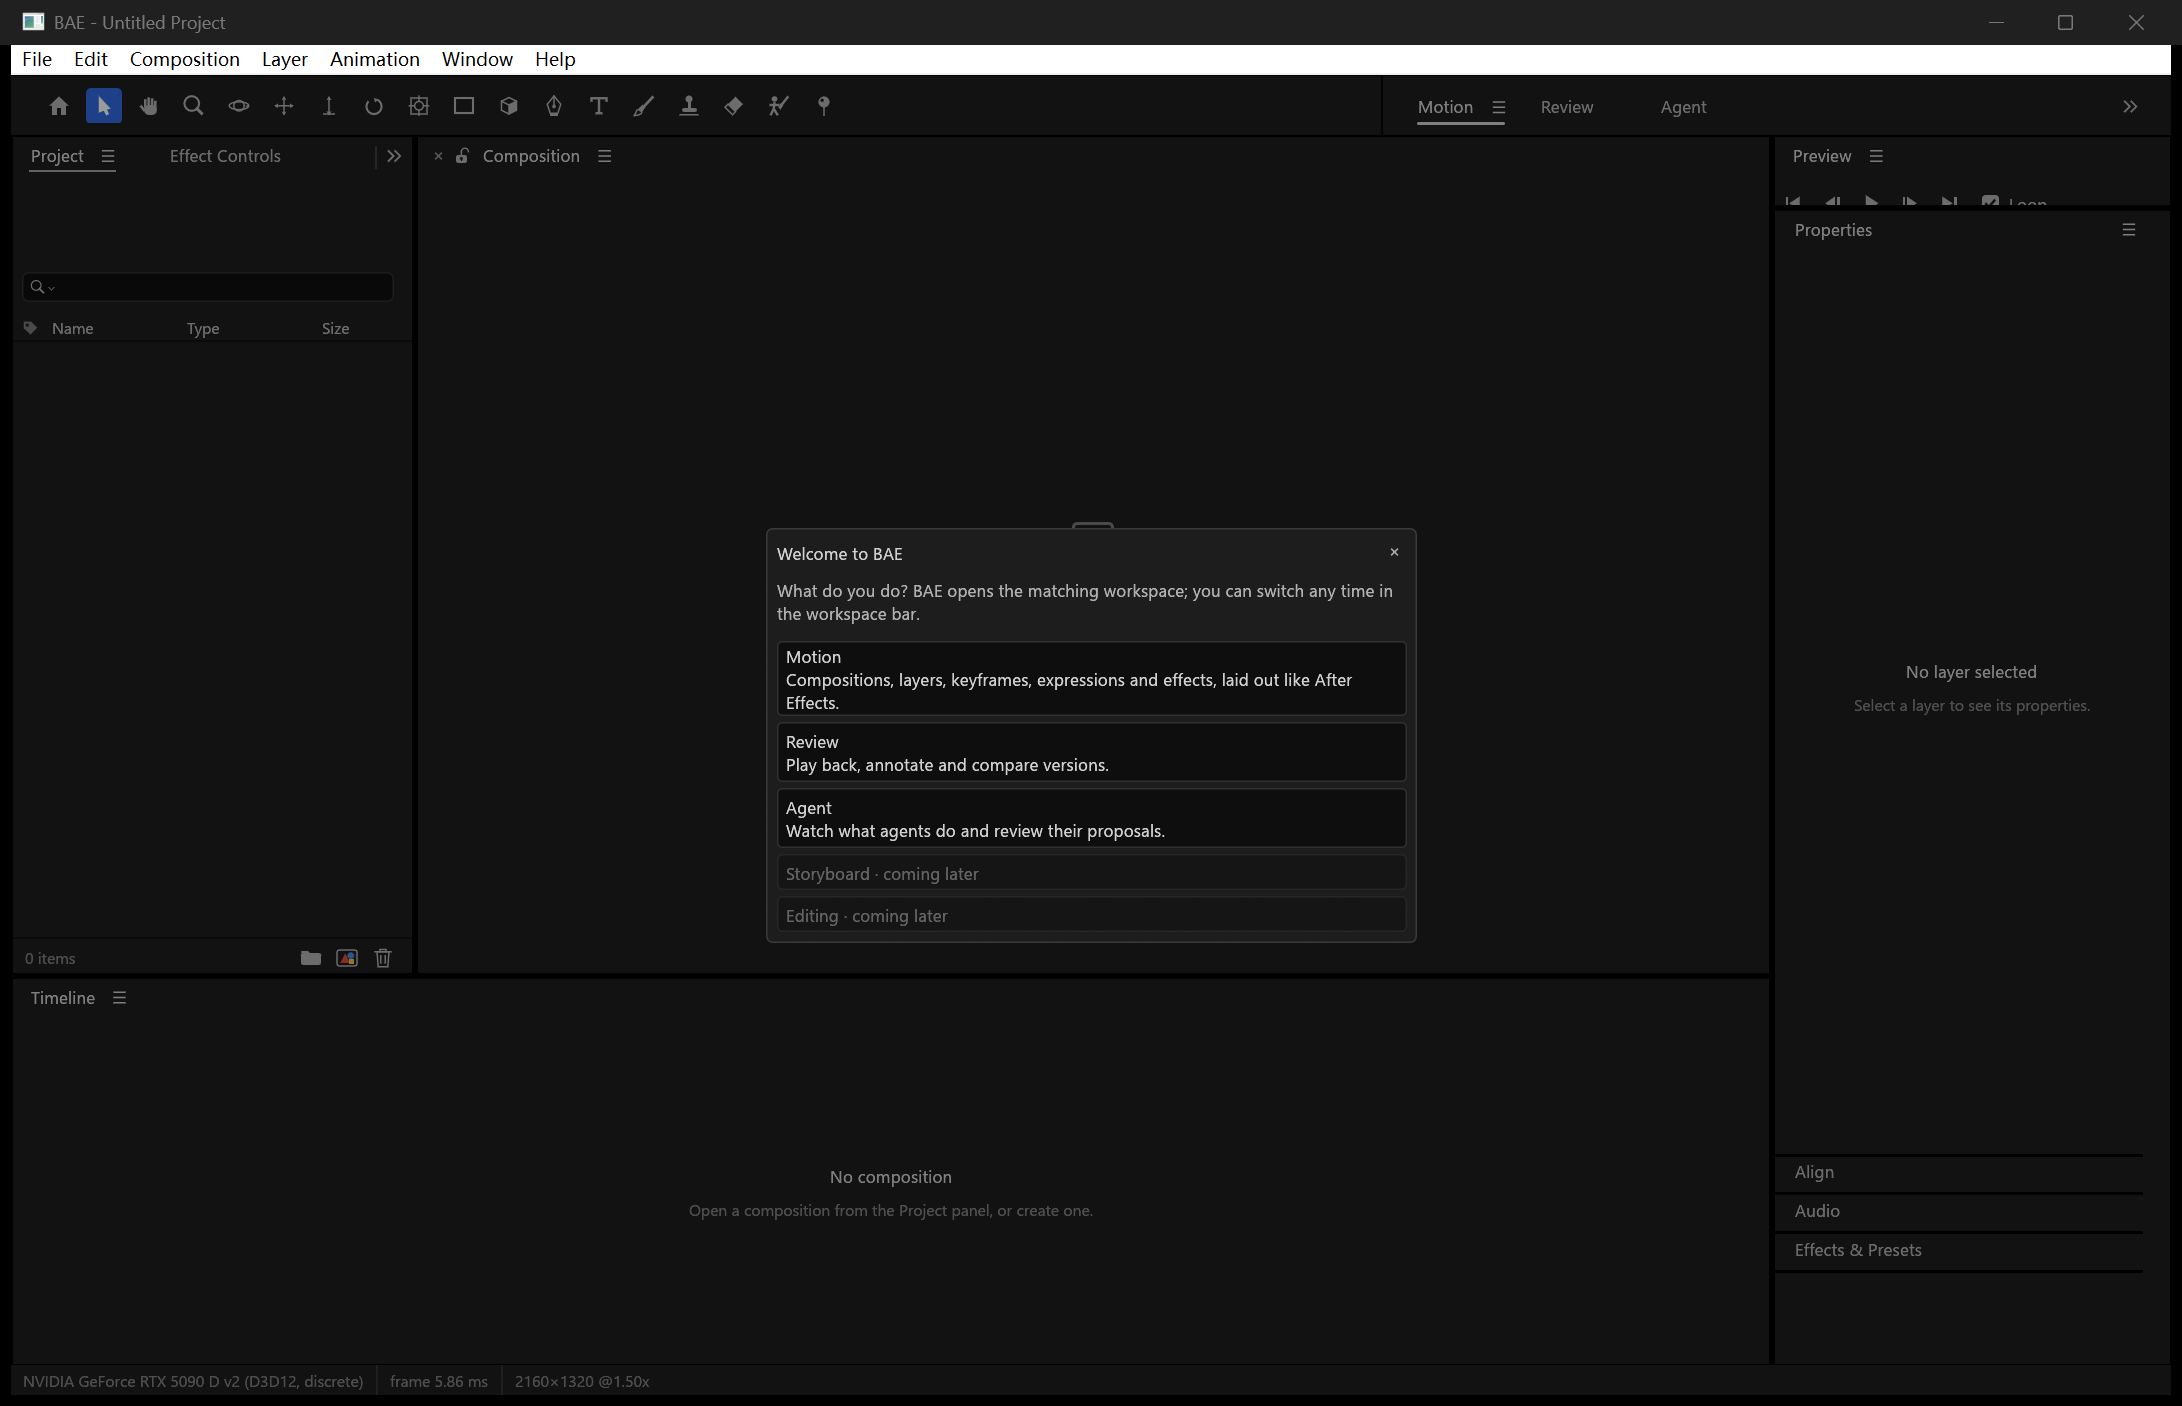 BAE - Untitled Project
File Edit Composition Layer Animation Window Help
Motion Review Agent
Project Effect Controls
Composition
Preview
Loop
Properties
Name Type Size
Welcome to BAE
What do you do? BAE opens the matching workspace; you can switch any time in
the workspace bar.
Motion
Compositions, layers, keyframes, expressions and effects, laid out like After
Effects.
Review
Play back, annotate and compare versions.
Agent
Watch what agents do and review their proposals.
Storyboard · coming later
Editing · coming later
No layer selected
Select a layer to see its properties.
0 items
Timeline
No composition
Open a composition from the Project panel, or create one.
Align
Audio
Effects & Presets
NVIDIA GeForce RTX 5090 D v2 (D3D12, discrete) frame 5.86 ms 2160×1320 @1.50x